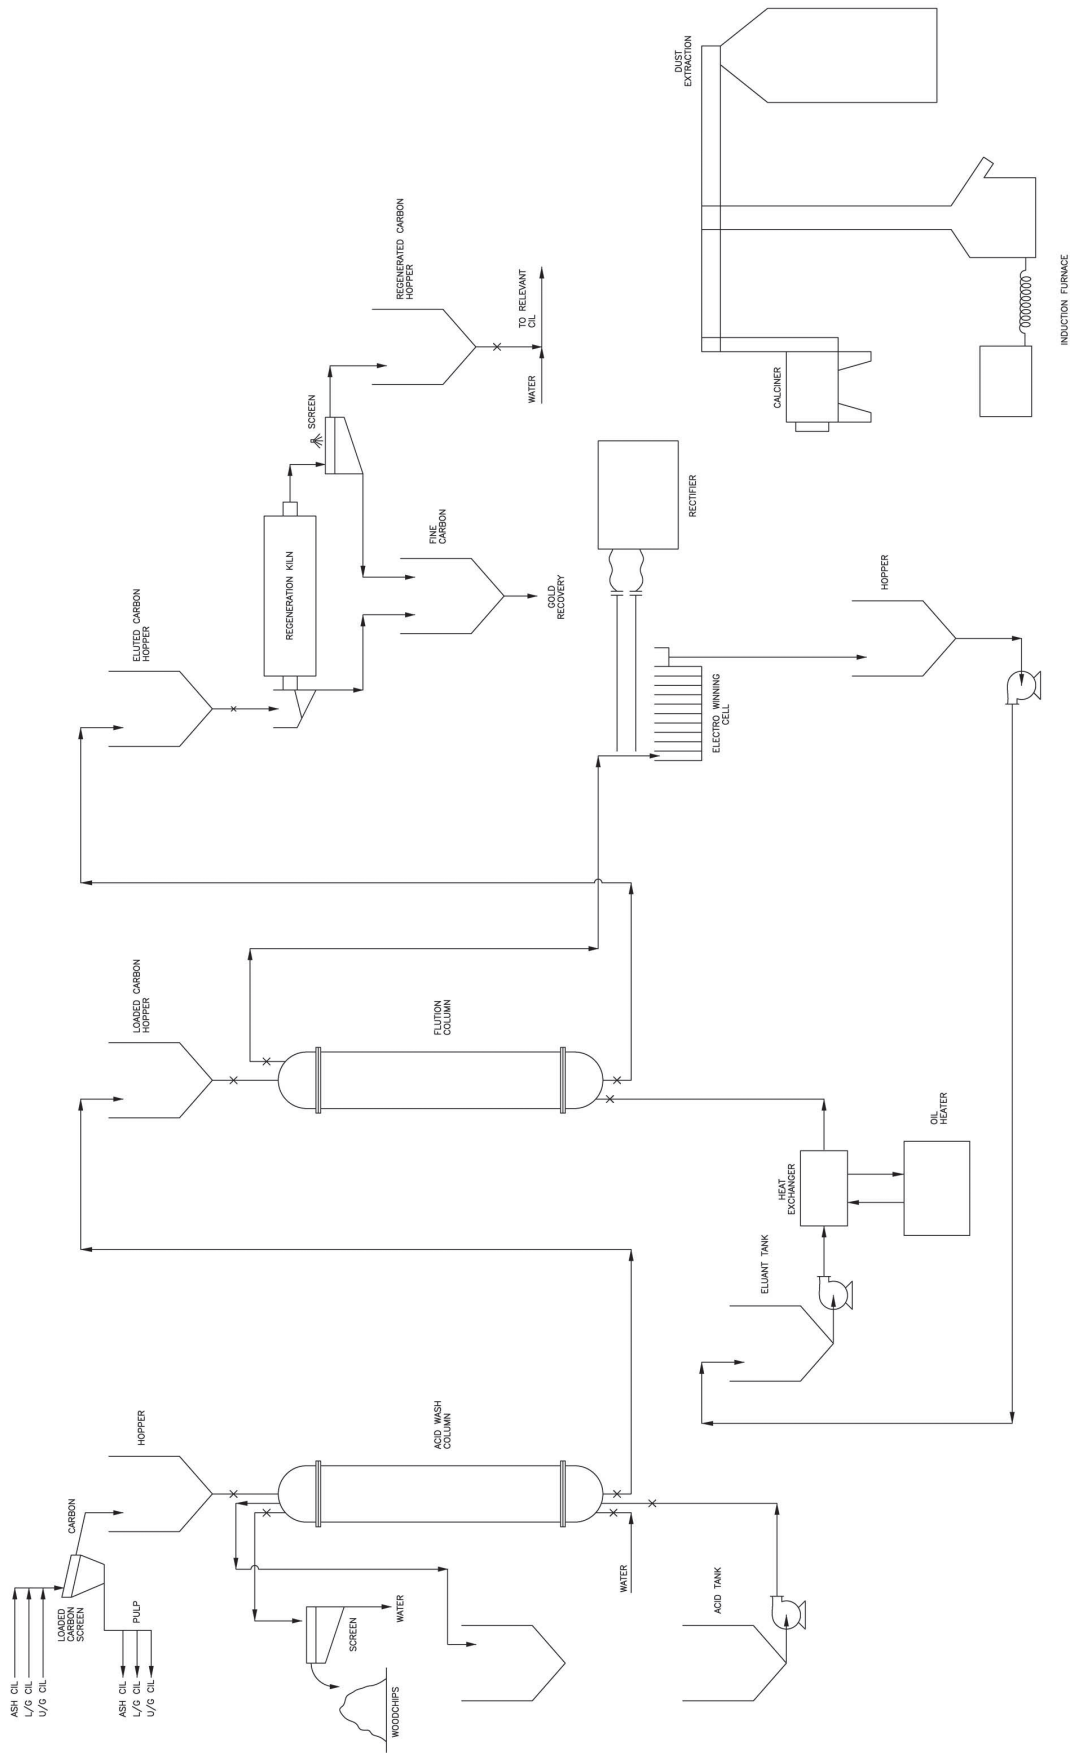 ASH CIL
L/G CIL
U/G CIL
LOADED
CARBON
SCREEN
CARBON
ASH CIL
L/G CIL
U/G CIL
PULP
HOPPER
WOODCHIPS
SCREEN
WATER
ACID WASH
COLUMN
WATER
ACID TANK
LOADED CARBON
HOPPER
FLUTION
COLUMN
ELUANT TANK
HEAT
EXCHANGER
OIL
HEATER
ELUTED CARBON
HOPPER
REGENERATION KILN
SCREEN
FINE
CARBON
GOLD
RECOVERY
REGENERATED CARBON
HOPPER
WATER
TO RELEVANT
CIL
ELECTRO WINNING
CELL
RECTIFIER
HOPPER
CALCINER
DUST
EXTRACTION
INDUCTION FURNACE